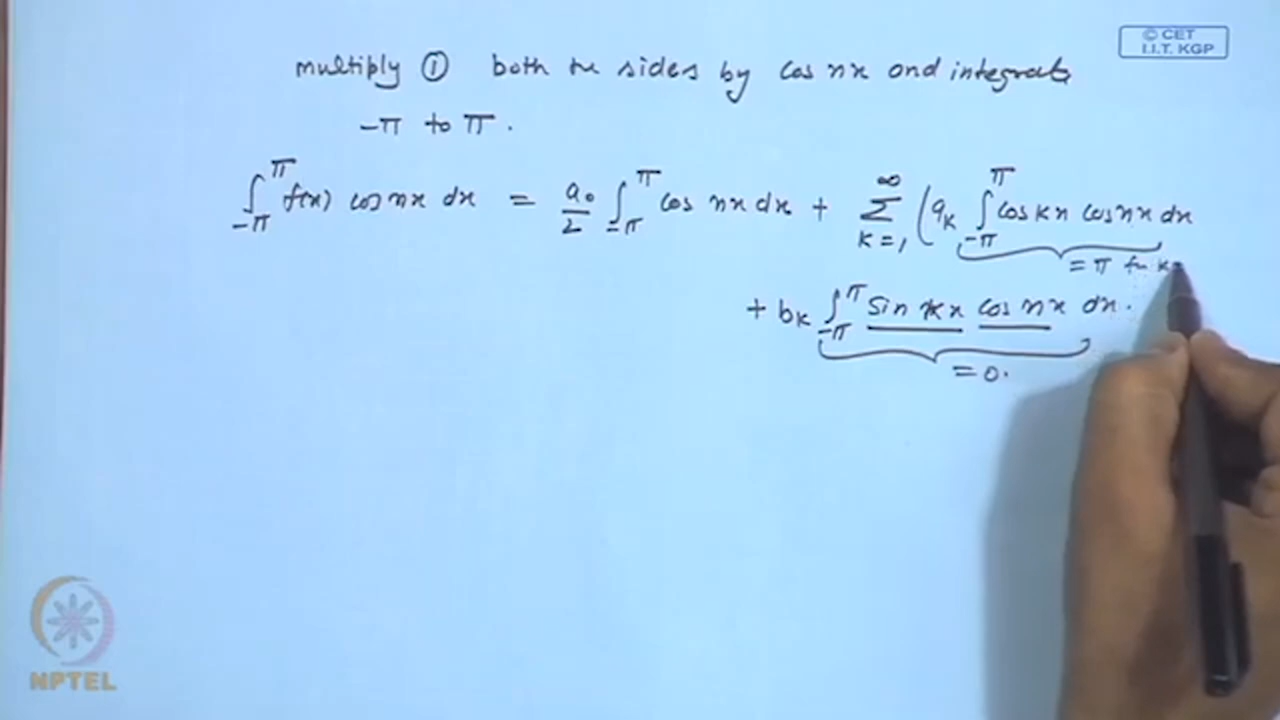 © CET
I.I.T. KGP
multiply ① both the sides by cos nx and integrate
-π to π.
∫_{-π}^{π} f(x) cos nx dx = a₀/2 ∫_{-π}^{π} cos nx dx + ∑_{k=1}^{∞} (a_k ∫_{-π}^{π} cos kx cos nx dx
= π for k
+ b_k ∫_{-π}^{π} sin kx cos nx dx.
= 0.
NPTEL